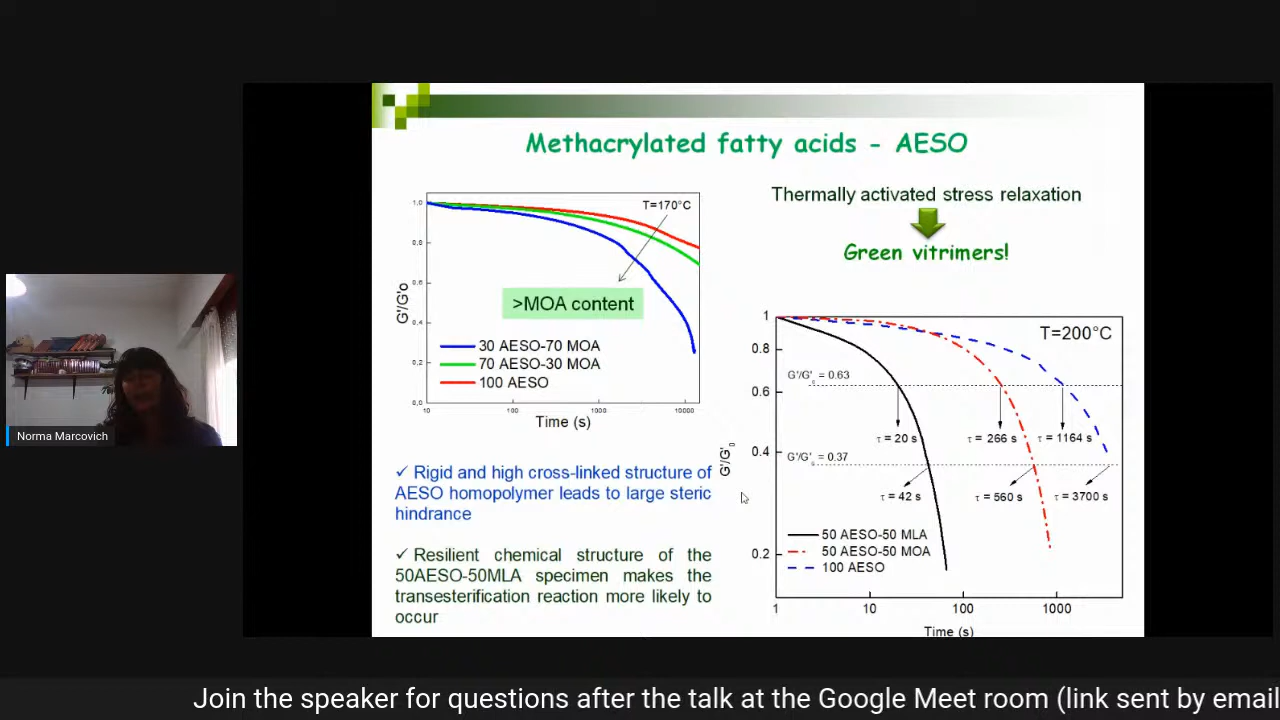 Methacrylated fatty acids - AESO
Thermally activated stress relaxation
Green vitrimers!
T=170°C
1,0
0,8
0,6
0,4
0,2
0,0
G'/G'o
>MOA content
30 AESO-70 MOA
70 AESO-30 MOA
100 AESO
10
100
1000
10000
Time (s)
✓ Rigid and high cross-linked structure of
AESO homopolymer leads to large steric
hindrance
✓ Resilient chemical structure of the
50AESO-50MLA specimen makes the
transesterification reaction more likely to
occur
T=200°C
1
0.8
0.6
0.4
0.2
G'/G'₀
G'/G'₀ = 0.63
τ = 20 s
τ = 266 s
τ = 1164 s
G'/G'₀ = 0.37
τ = 42 s
τ = 560 s
τ = 3700 s
50 AESO-50 MLA
50 AESO-50 MOA
100 AESO
1
10
100
1000
Time (s)
Norma Marcovich
Join the speaker for questions after the talk at the Google Meet room (link sent by email